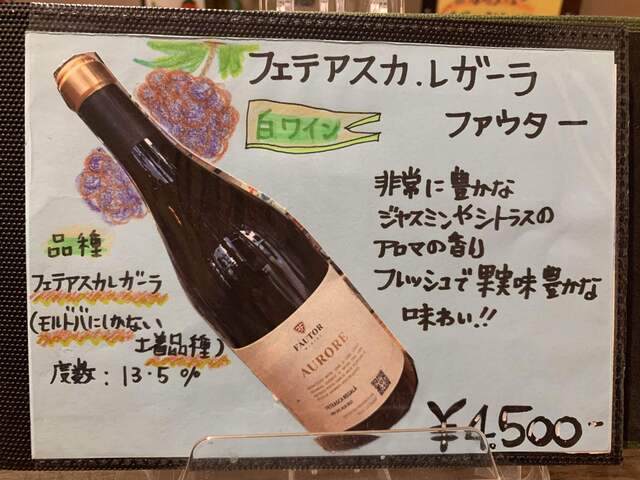 フェテアスカ.レガーラ
ファウター
白ワイン
非常に豊かな
ジャスミンやシトラスの
アロマの香り
フレッシュで果実味豊かな
味わい!!
品種
フェテアスカレガーラ
(モルドバにしかない
土着品種)
度数:13.5%
FAUTOR
AURORE
FETEASCA REGALĂ
¥4,500-